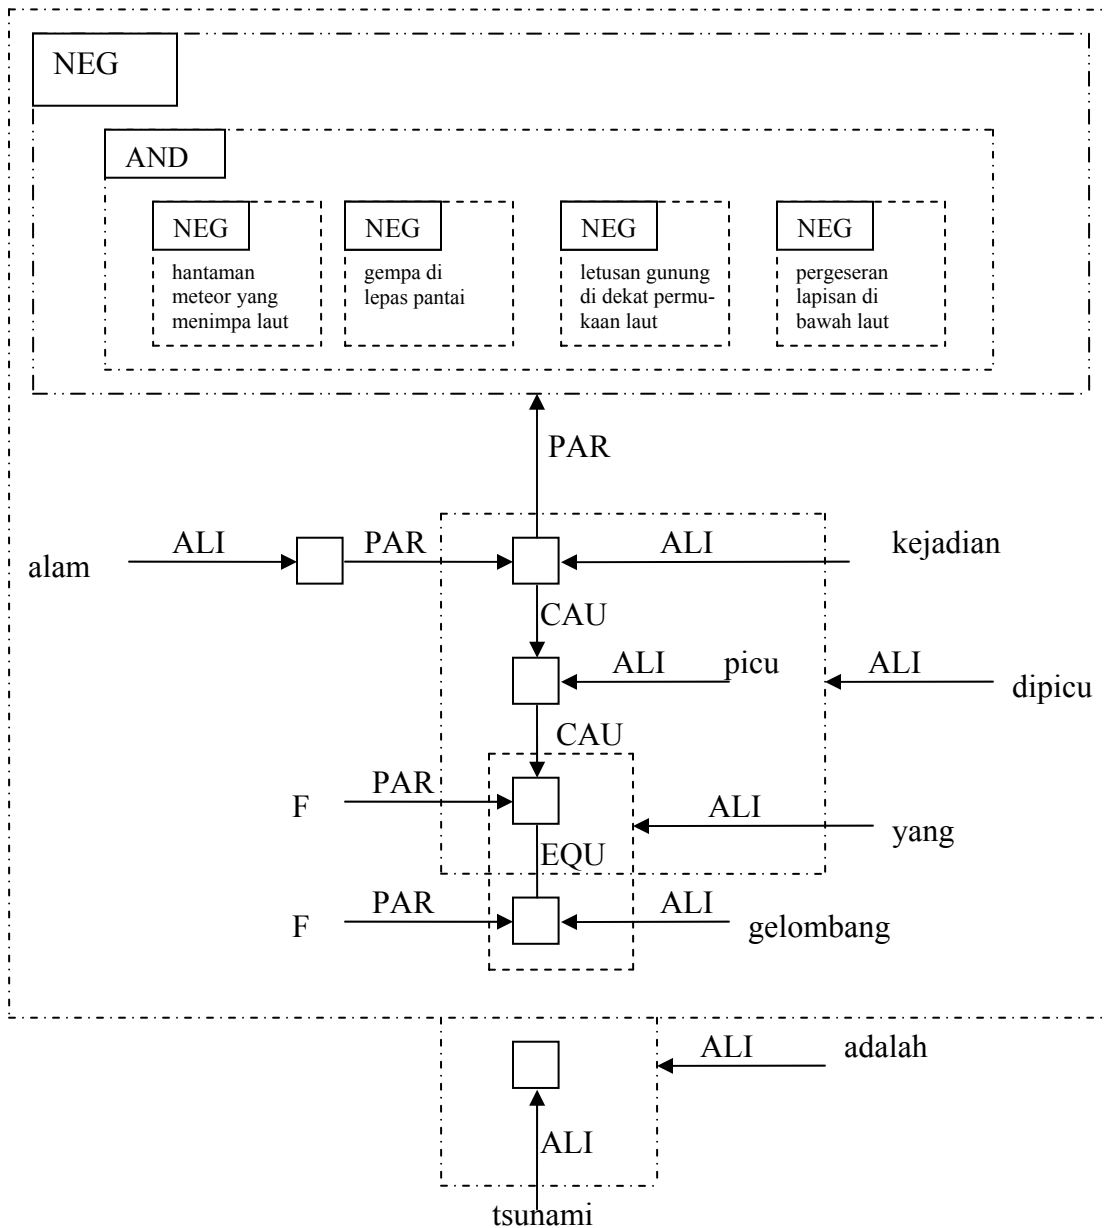 NEG
AND
NEG
hantaman
meteor yang
menimpa laut
NEG
gempa di
lepas pantai
NEG
letusan gunung
di dekat permu-
kaan laut
NEG
pergeseran
lapisan di
bawah laut
PAR
alam
ALI
PAR
ALI
kejadian
CAU
ALI
picu
ALI
dipicu
CAU
F
PAR
ALI
yang
EQU
F
PAR
ALI
gelombang
ALI
adalah
ALI
tsunami